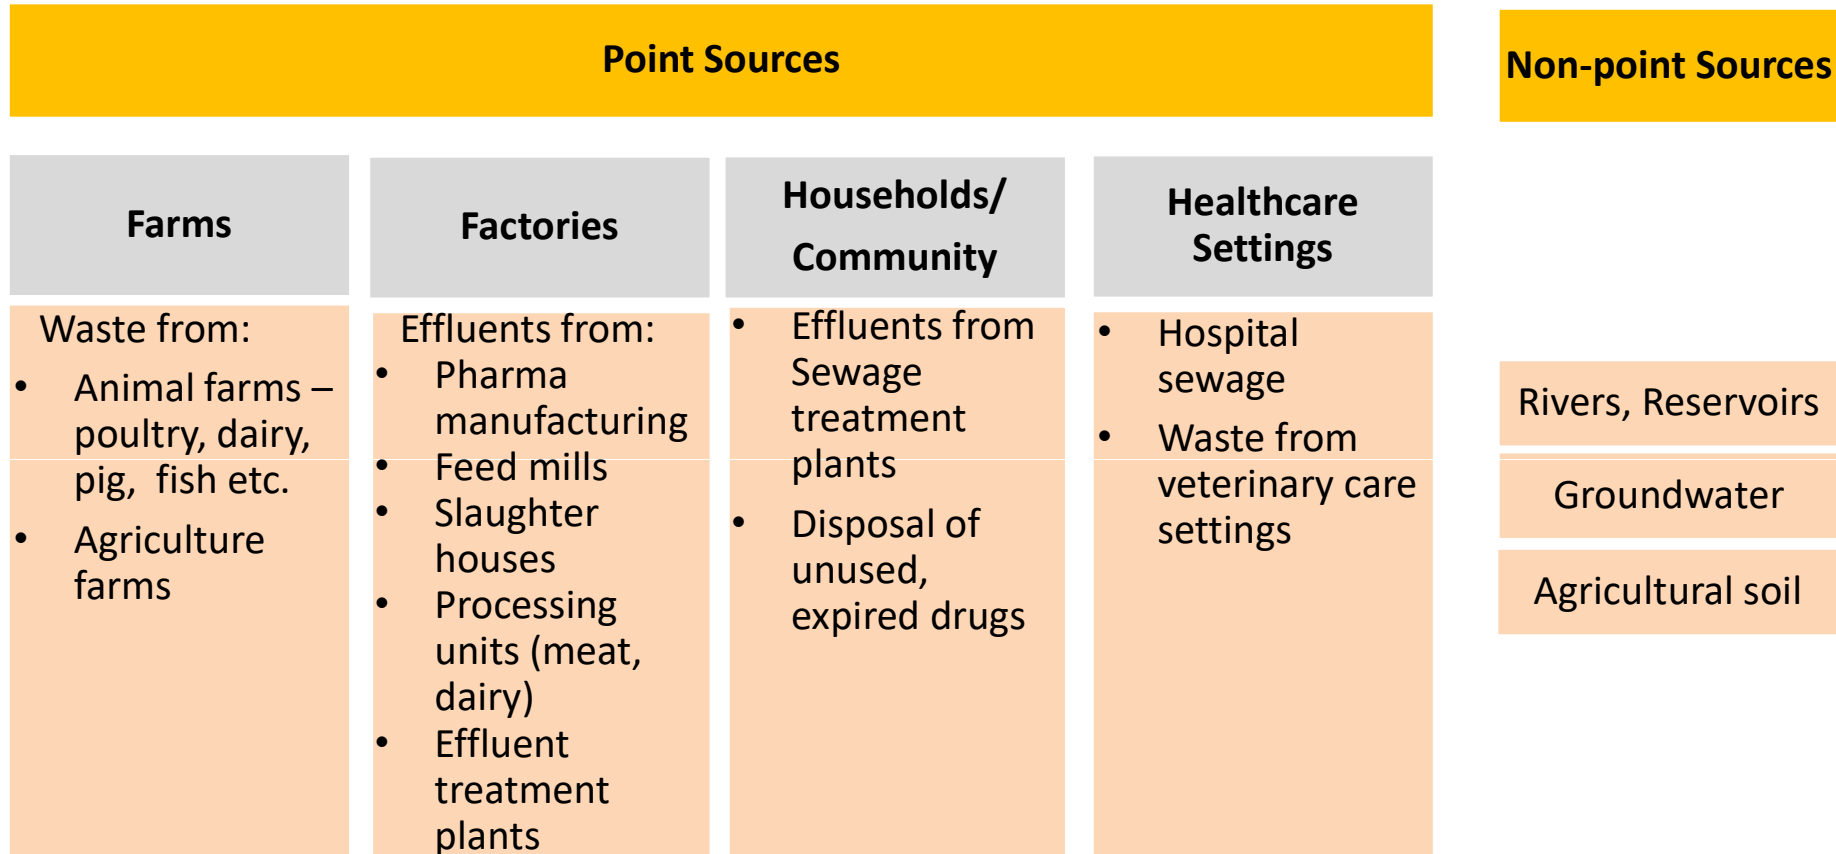 Point Sources
Non-point Sources
Farms
Factories
Households/
Community
Healthcare
Settings
Waste from:
• Animal farms –
poultry, dairy,
pig, fish etc.
• Agriculture
farms
Effluents from:
• Pharma
manufacturing
• Feed mills
• Slaughter
houses
• Processing
units (meat,
dairy)
• Effluent
treatment
plants
• Effluents from
Sewage
treatment
plants
• Disposal of
unused,
expired drugs
• Hospital
sewage
• Waste from
veterinary care
settings
Rivers, Reservoirs
Groundwater
Agricultural soil